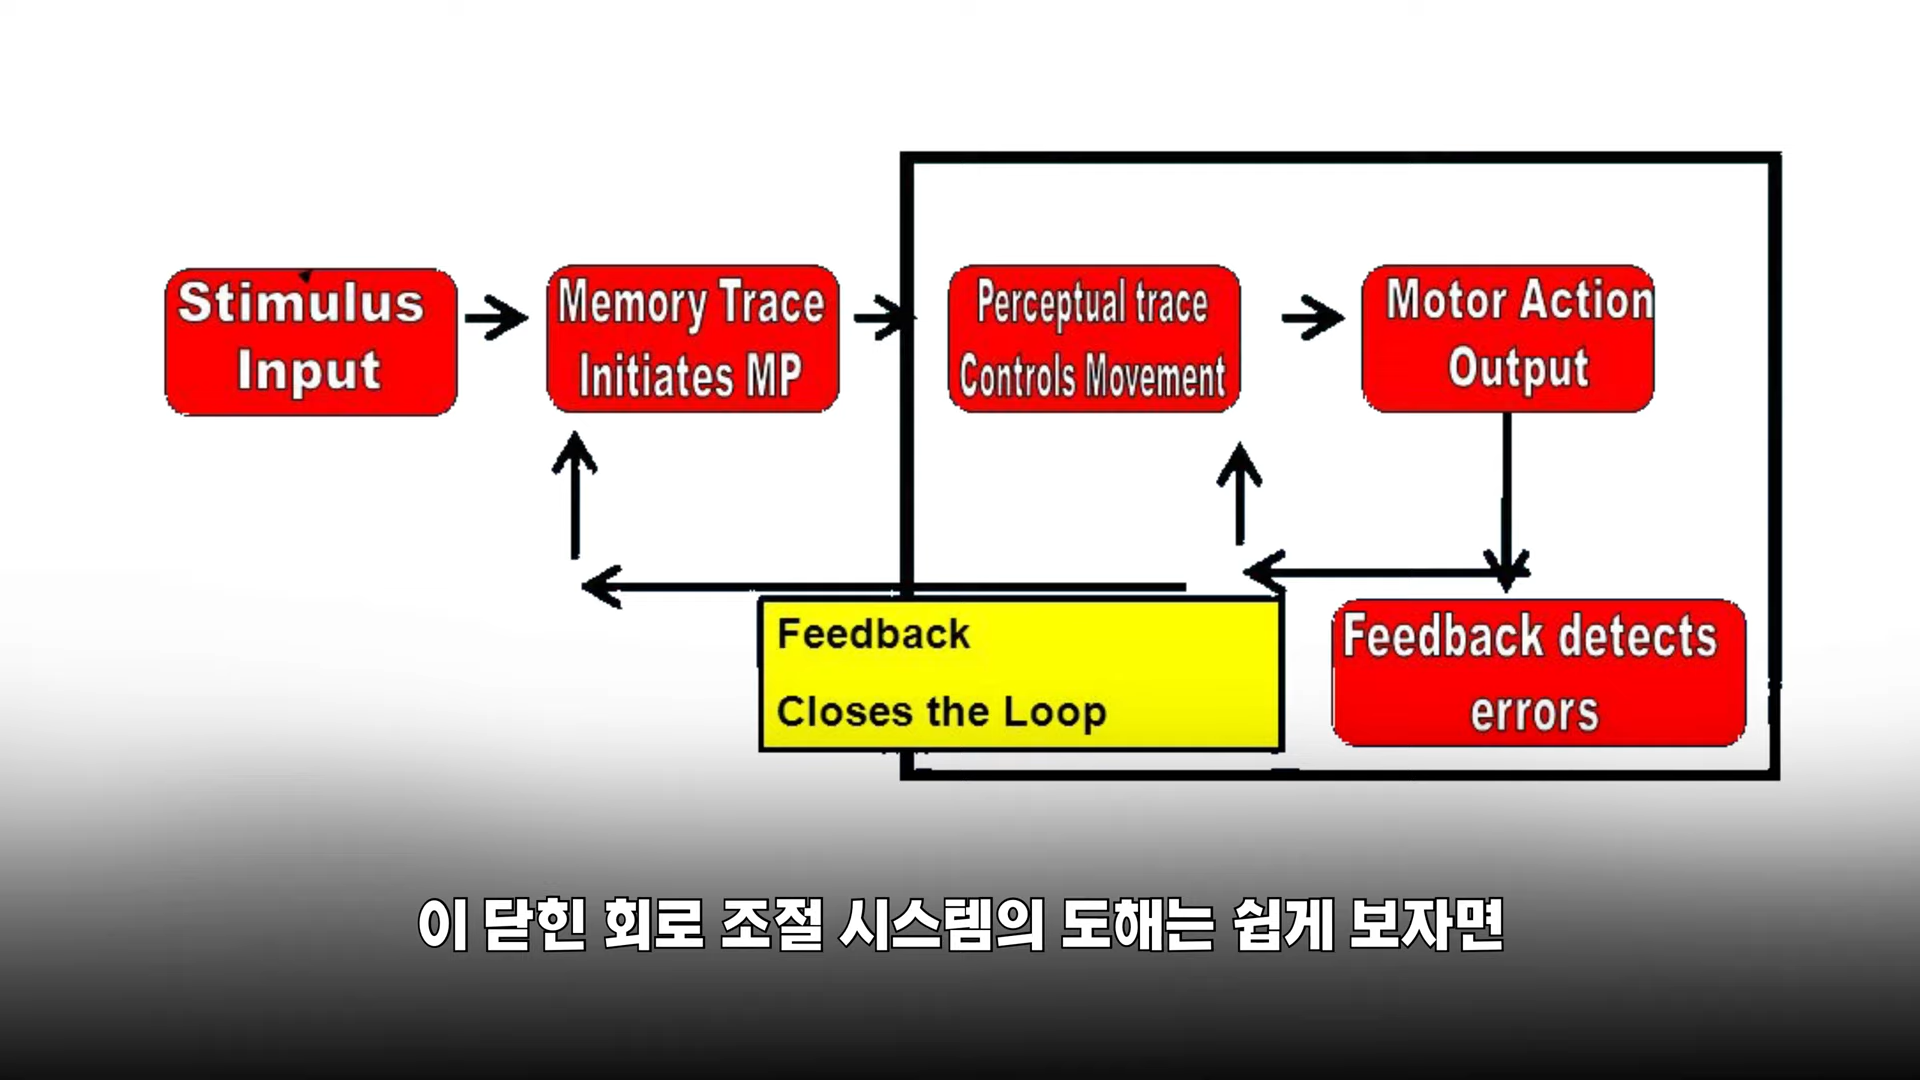 Stimulus
Input
Memory Trace
Initiates MP
Perceptual trace
Controls Movement
Motor Action
Output
Feedback
Closes the Loop
Feedback detects
errors
이 닫힌 회로 조절 시스템의 도해는 쉽게 보자면